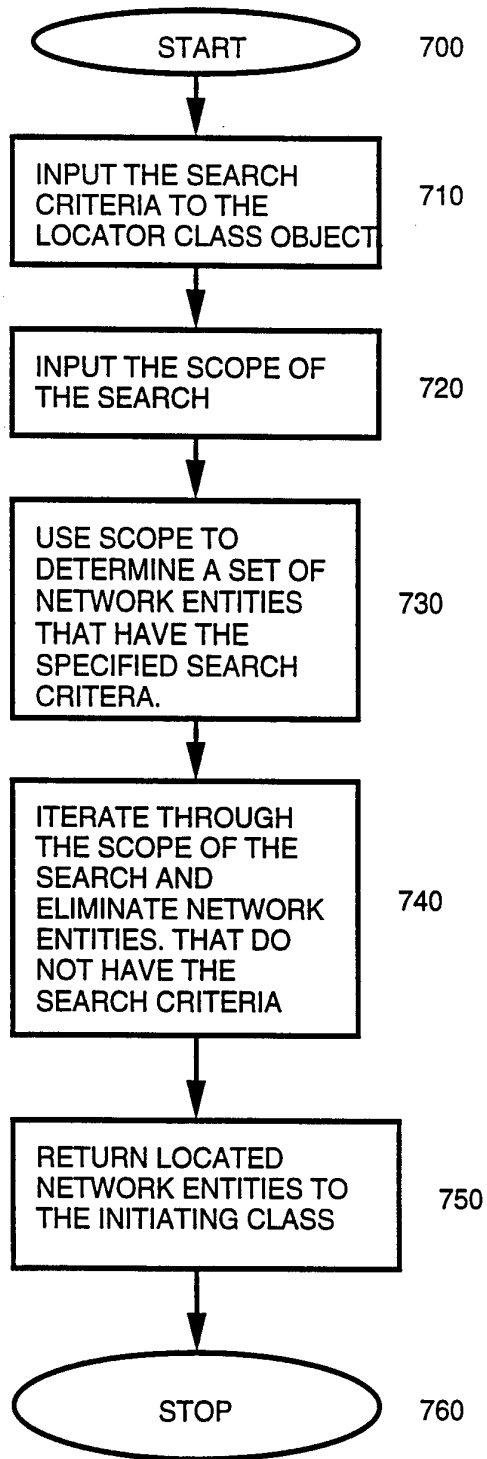 START
700
INPUT THE SEARCH
CRITERIA TO THE
LOCATOR CLASS OBJECT
710
INPUT THE SCOPE OF
THE SEARCH
720
USE SCOPE TO
DETERMINE A SET OF
NETWORK ENTITIES
THAT HAVE THE
SPECIFIED SEARCH
CRITERA.
730
ITERATE THROUGH
THE SCOPE OF THE
SEARCH AND
ELIMINATE NETWORK
ENTITIES. THAT DO
NOT HAVE THE
SEARCH CRITERIA
740
RETURN LOCATED
NETWORK ENTITIES TO
THE INITIATING CLASS
750
STOP
760